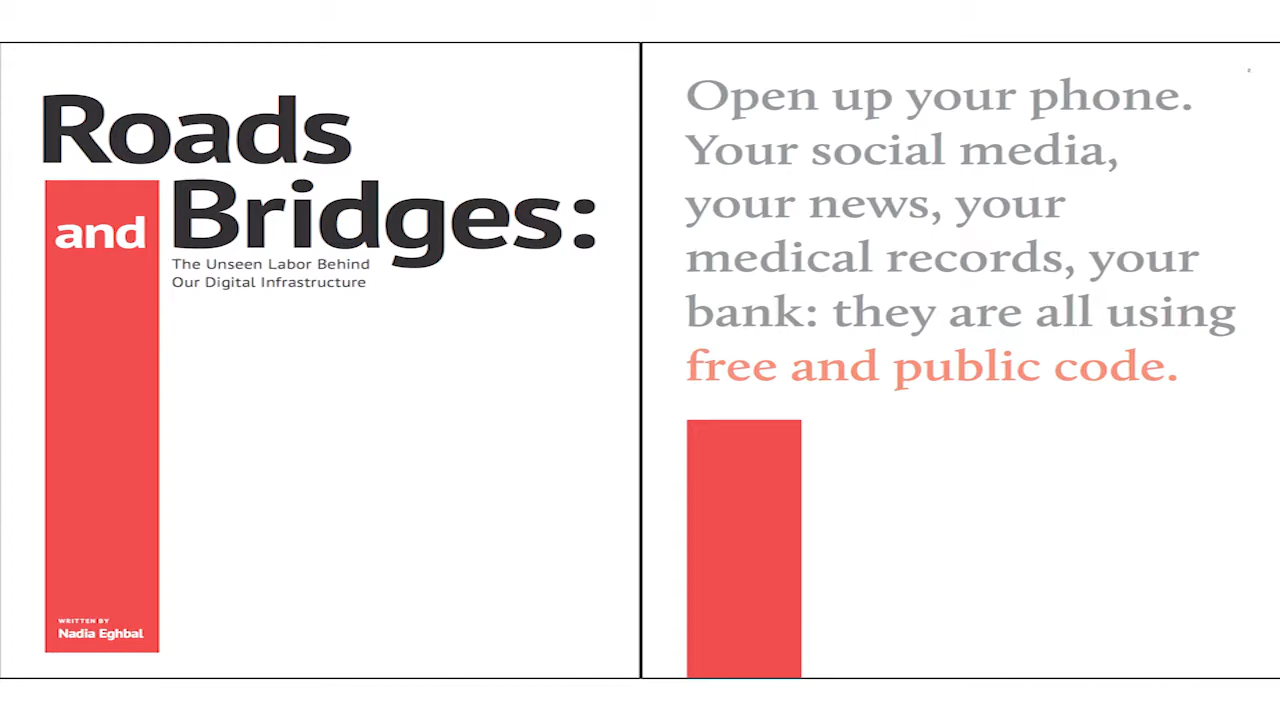 Roads
and Bridges:
The Unseen Labor Behind
Our Digital Infrastructure
WRITTEN BY
Nadia Eghbal
Open up your phone.
Your social media,
your news, your
medical records, your
bank: they are all using
free and public code.